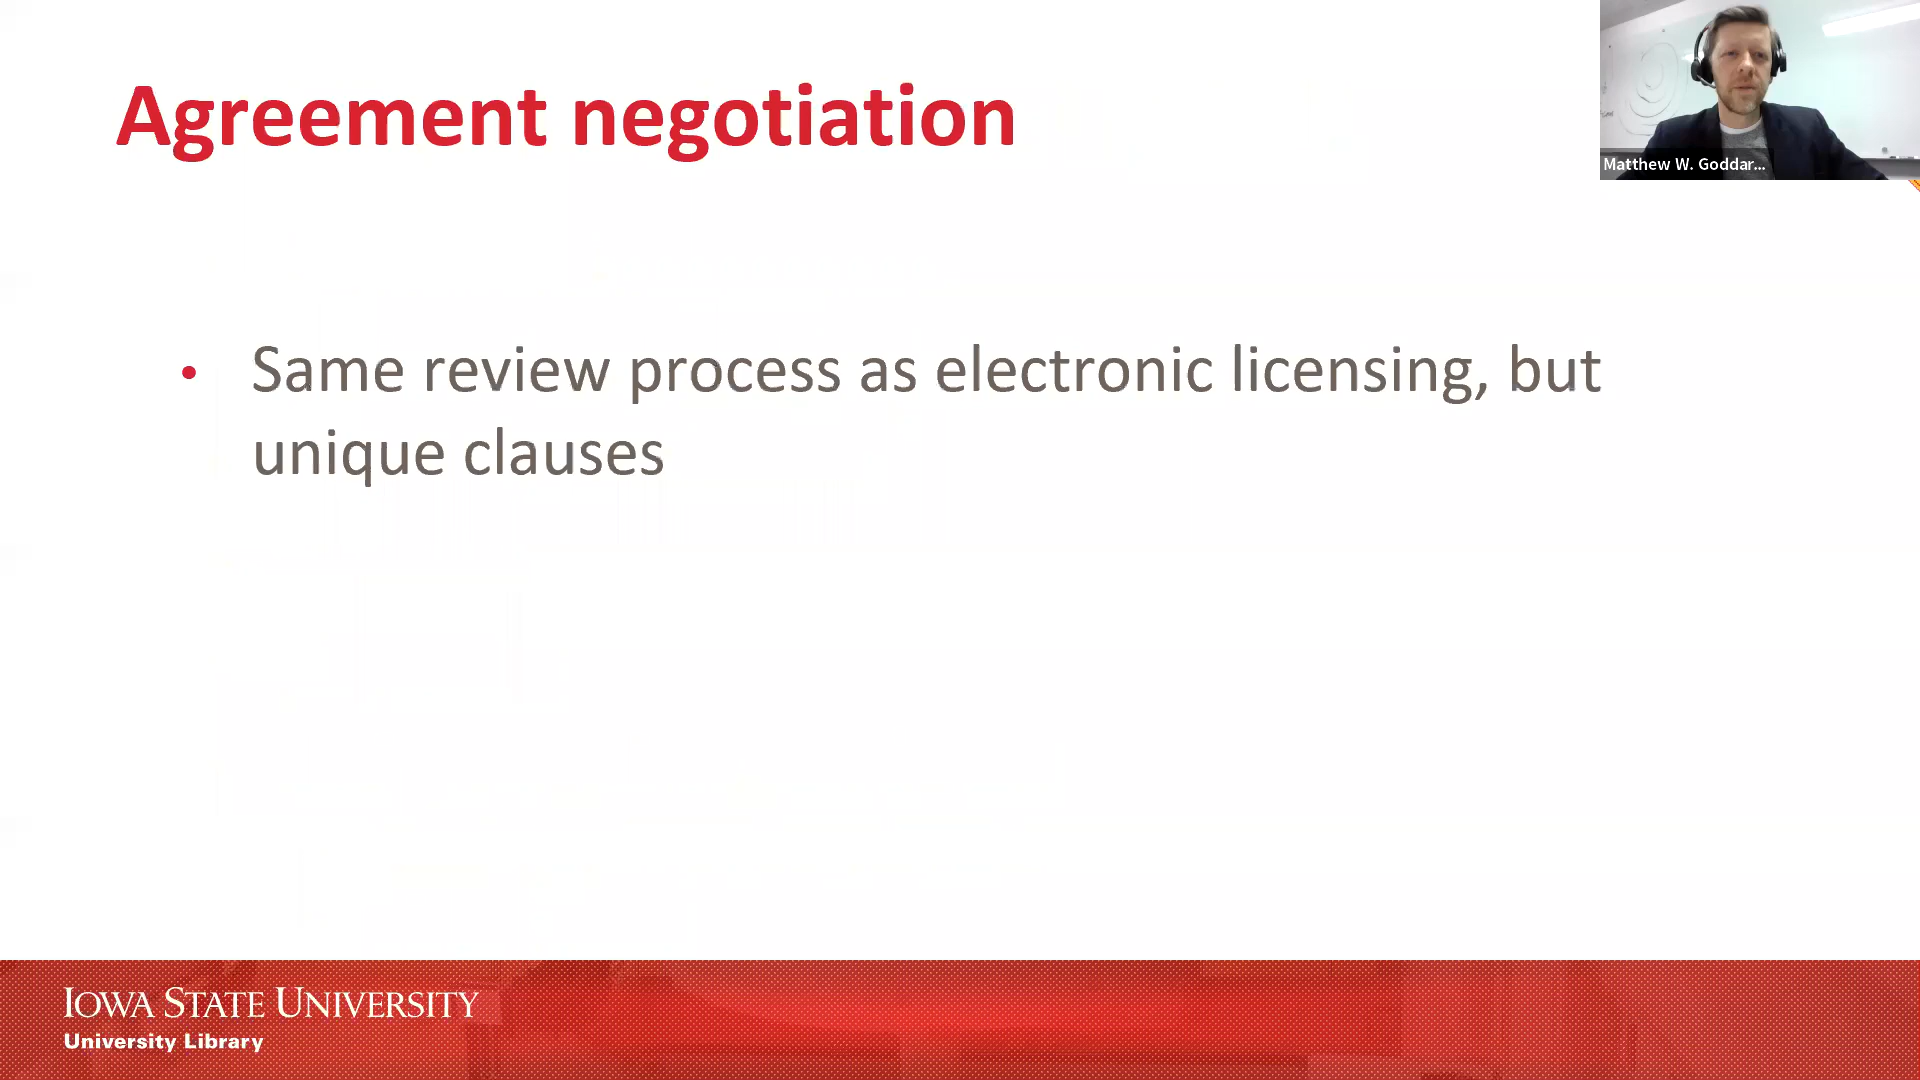 Agreement negotiation
Matthew W. Goddar...
• Same review process as electronic licensing, but
unique clauses
IOWA STATE UNIVERSITY
University Library